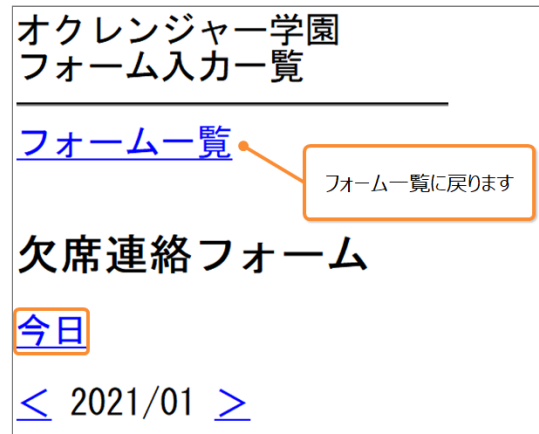 オクレンジャー学園
フォーム入力一覧
フォーム一覧
フォーム一覧に戻ります
欠席連絡フォーム
今日
< 2021/01 >